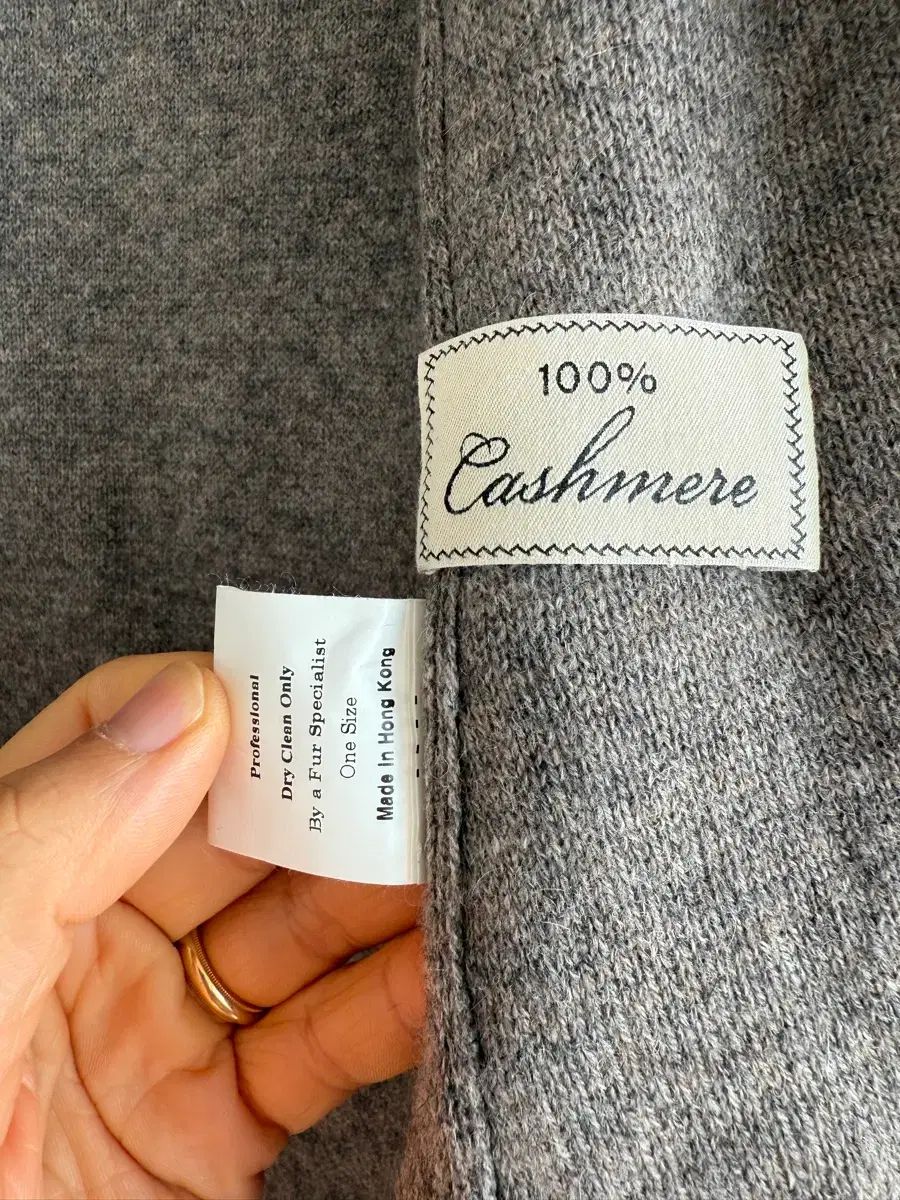 100%
Cashmere
Professional
Dry Clean Only
By a Fur Specialist
One Size
Made In Hong Kong